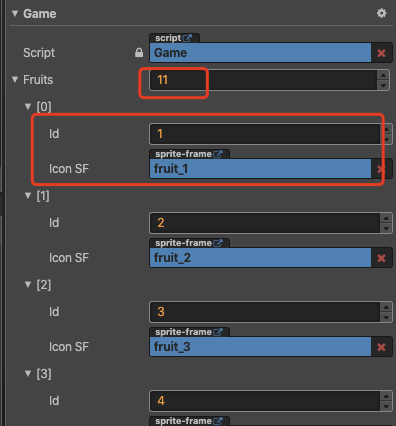 Game
script
Script Game
Fruits 11
[0]
Id 1
sprite-frame
Icon SF fruit_1
[1]
Id 2
sprite-frame
Icon SF fruit_2
[2]
Id 3
sprite-frame
Icon SF fruit_3
[3]
Id 4
sprite-frame